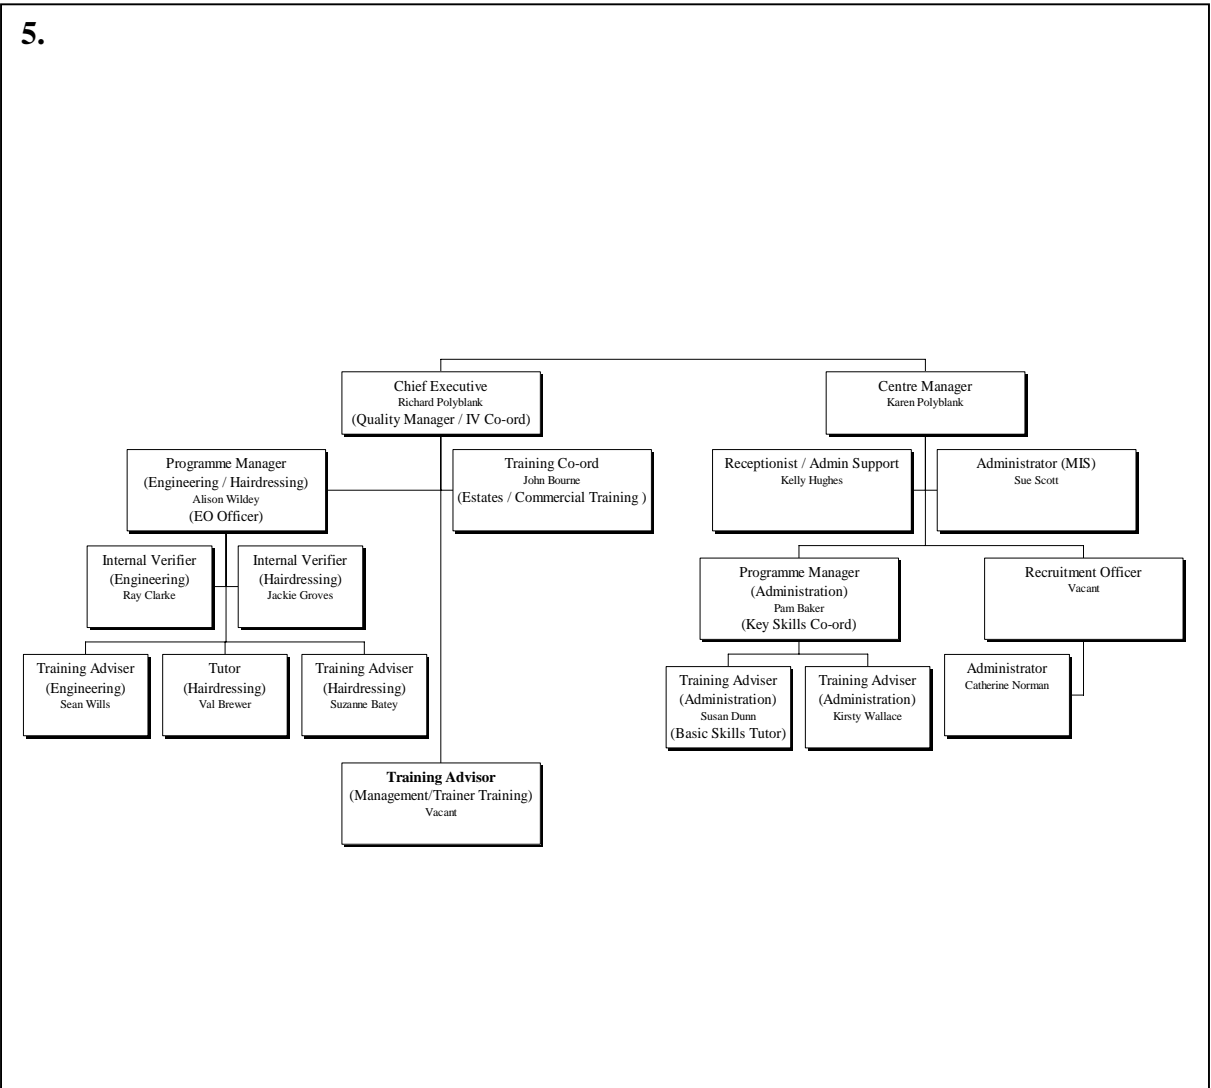 5.
Chief Executive
Richard Polyblank
(Quality Manager / IV Co-ord)
Centre Manager
Karen Polyblank
Programme Manager
(Engineering / Hairdressing)
Alison Wildey
(EO Officer)
Training Co-ord
John Bourne
(Estates / Commercial Training )
Receptionist / Admin Support
Kelly Hughes
Administrator (MIS)
Sue Scott
Internal Verifier
(Engineering)
Ray Clarke
Internal Verifier
(Hairdressing)
Jackie Groves
Programme Manager
(Administration)
Pam Baker
(Key Skills Co-ord)
Recruitment Officer
Vacant
Training Adviser
(Engineering)
Sean Wills
Tutor
(Hairdressing)
Val Brewer
Training Adviser
(Hairdressing)
Suzanne Batey
Training Adviser
(Administration)
Susan Dunn
(Basic Skills Tutor)
Training Adviser
(Administration)
Kirsty Wallace
Administrator
Catherine Norman
Training Advisor
(Management/Trainer Training)
Vacant